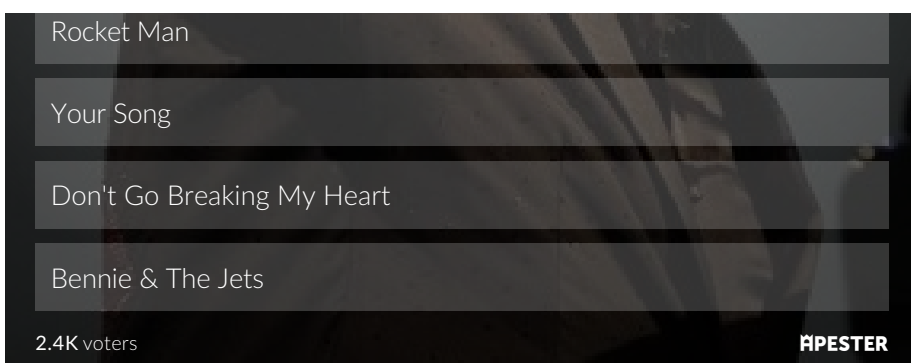 Rocket Man
Your Song
Don't Go Breaking My Heart
Bennie & The Jets
2.4K voters
APESTER